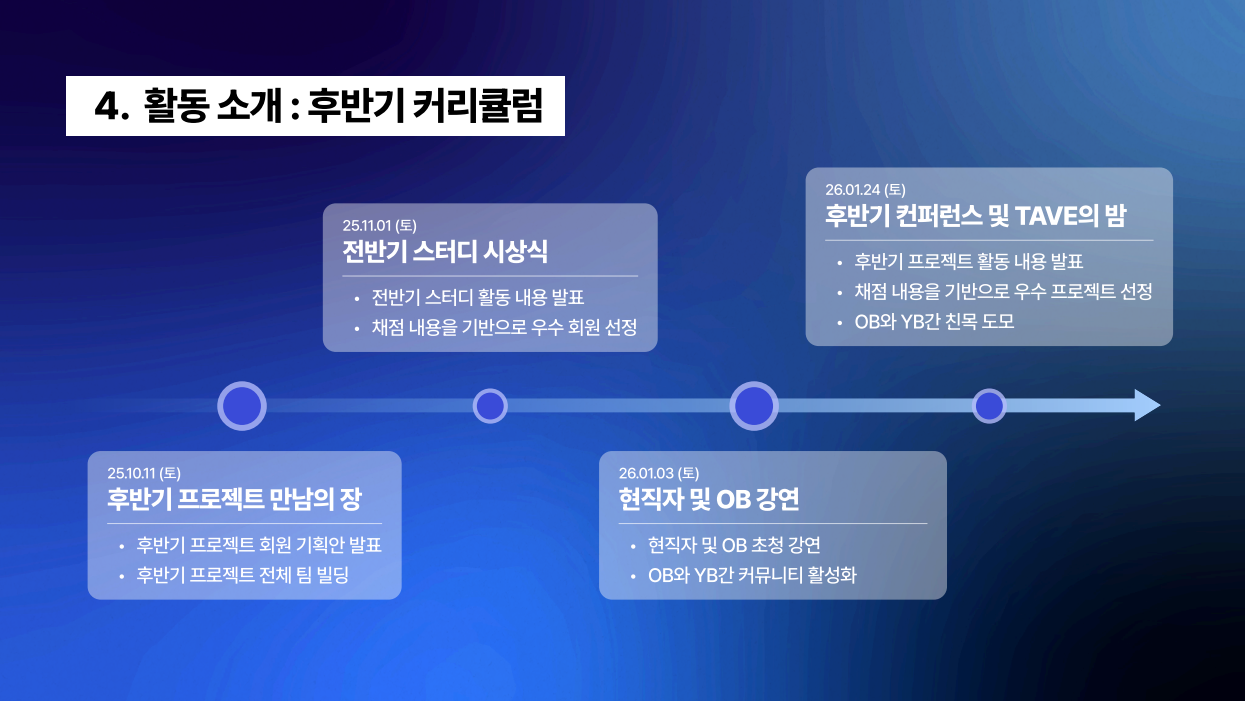 4. 활동 소개 : 후반기 커리큘럼
25.11.01 (토)
전반기 스터디 시상식
• 전반기 스터디 활동 내용 발표
• 채점 내용을 기반으로 우수 회원 선정
26.01.24 (토)
후반기 컨퍼런스 및 TAVE의 밤
• 후반기 프로젝트 활동 내용 발표
• 채점 내용을 기반으로 우수 프로젝트 선정
• OB와 YB간 친목 도모
25.10.11 (토)
후반기 프로젝트 만남의 장
• 후반기 프로젝트 회원 기획안 발표
• 후반기 프로젝트 전체 팀 빌딩
26.01.03 (토)
현직자 및 OB 강연
• 현직자 및 OB 초청 강연
• OB와 YB간 커뮤니티 활성화